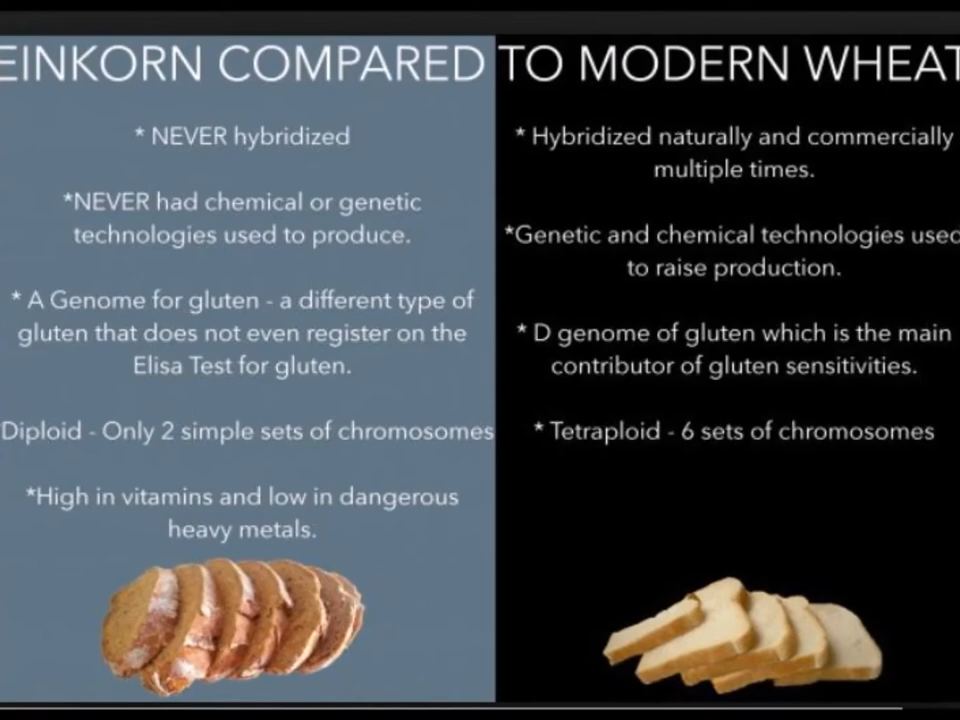 EINKORN COMPARED TO MODERN WHEAT
* NEVER hybridized
*NEVER had chemical or genetic
technologies used to produce.
* A Genome for gluten - a different type of
gluten that does not even register on the
Elisa Test for gluten.
*Diploid - Only 2 simple sets of chromosomes
*High in vitamins and low in dangerous
heavy metals.
* Hybridized naturally and commercially
multiple times.
*Genetic and chemical technologies used
to raise production.
* D genome of gluten which is the main
contributor of gluten sensitivities.
* Tetraploid - 6 sets of chromosomes